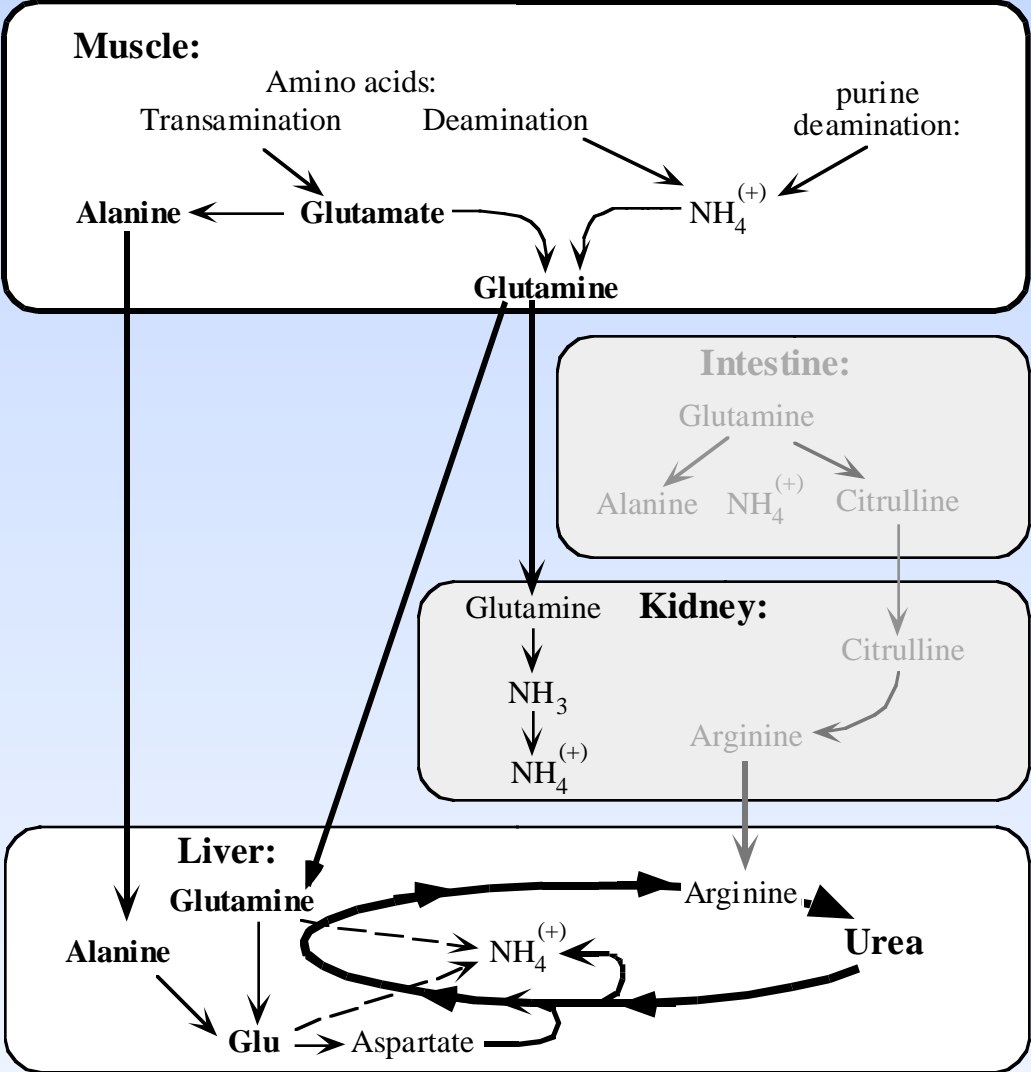 Muscle:
Amino acids:
Transamination
Deamination
purine
deamination:
Alanine
Glutamate
NH4(+)
Glutamine
Intestine:
Glutamine
Alanine
NH4(+)
Citrulline
Glutamine
Kidney:
Citrulline
NH3
Arginine
NH4(+)
Liver:
Glutamine
Arginine
Alanine
NH4(+)
Urea
Glu
Aspartate